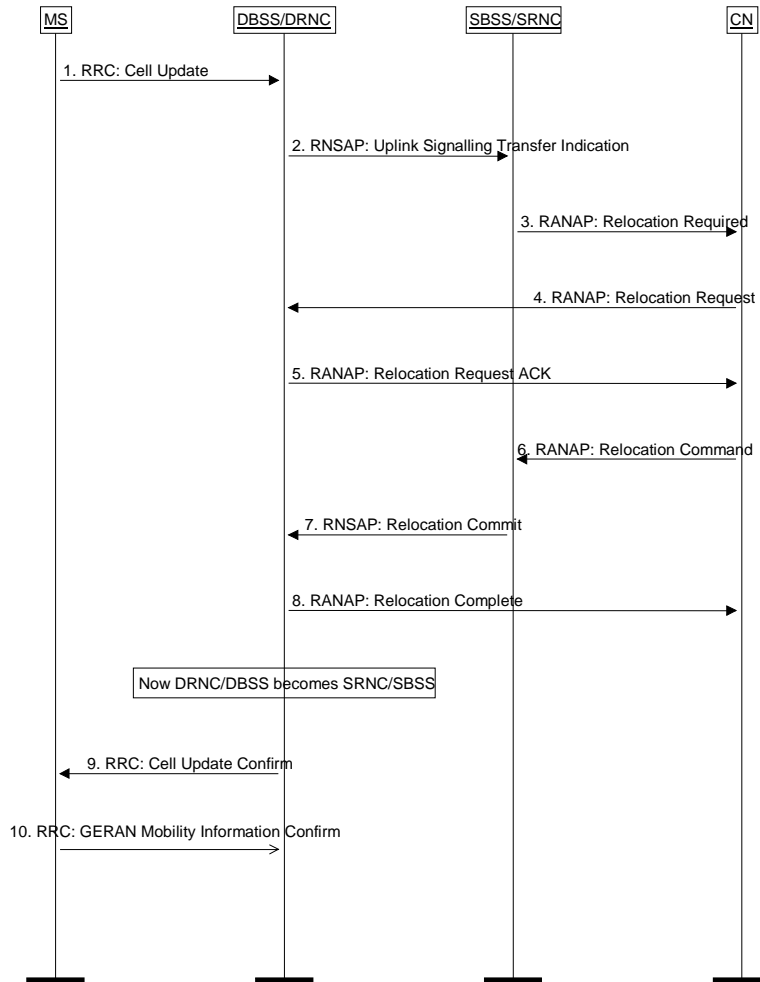 MS
DBSS/DRNC
SBSS/SRNC
CN
1. RRC: Cell Update
2. RNSAP: Uplink Signalling Transfer Indication
3. RANAP: Relocation Required
4. RANAP: Relocation Request
5. RANAP: Relocation Request ACK
6. RANAP: Relocation Command
7. RNSAP: Relocation Commit
8. RANAP: Relocation Complete
Now DRNC/DBSS becomes SRNC/SBSS
9. RRC: Cell Update Confirm
10. RRC: GERAN Mobility Information Confirm